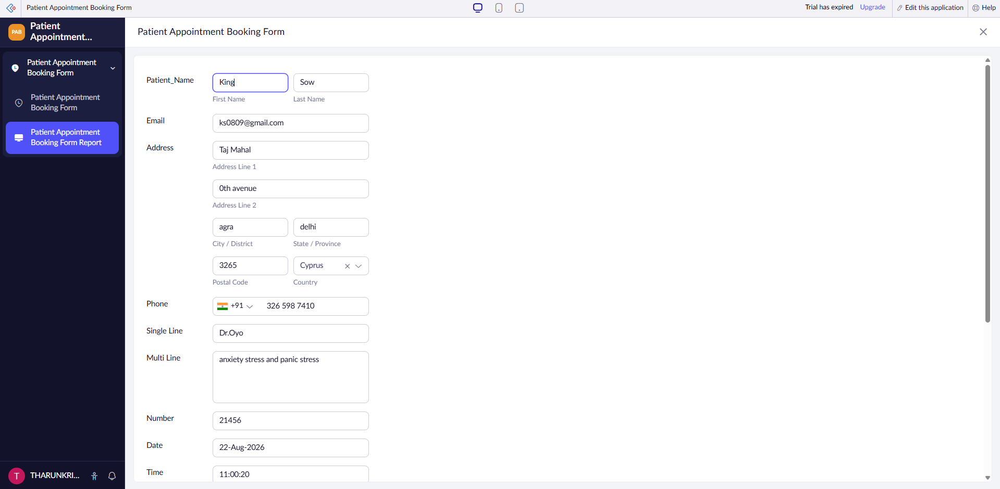 Patient Appointment Booking Form
Trial has expired Upgrade Edit this application Help
PAB Patient
Appointment...
Patient Appointment Booking Form
Patient Appointment
Booking Form
Patient Appointment
Booking Form
Patient Appointment
Booking Form Report
Patient_Name King Sow
First Name Last Name
Email ks0809@gmail.com
Address Taj Mahal
Address Line 1
0th avenue
Address Line 2
agra delhi
City / District State / Province
3265 Cyprus
Postal Code Country
Phone +91 326 598 7410
Single Line Dr.Oyo
Multi Line anxiety stress and panic stress
Number 21456
Date 22-Aug-2026
Time 11:00:20
T THARUNKRI...